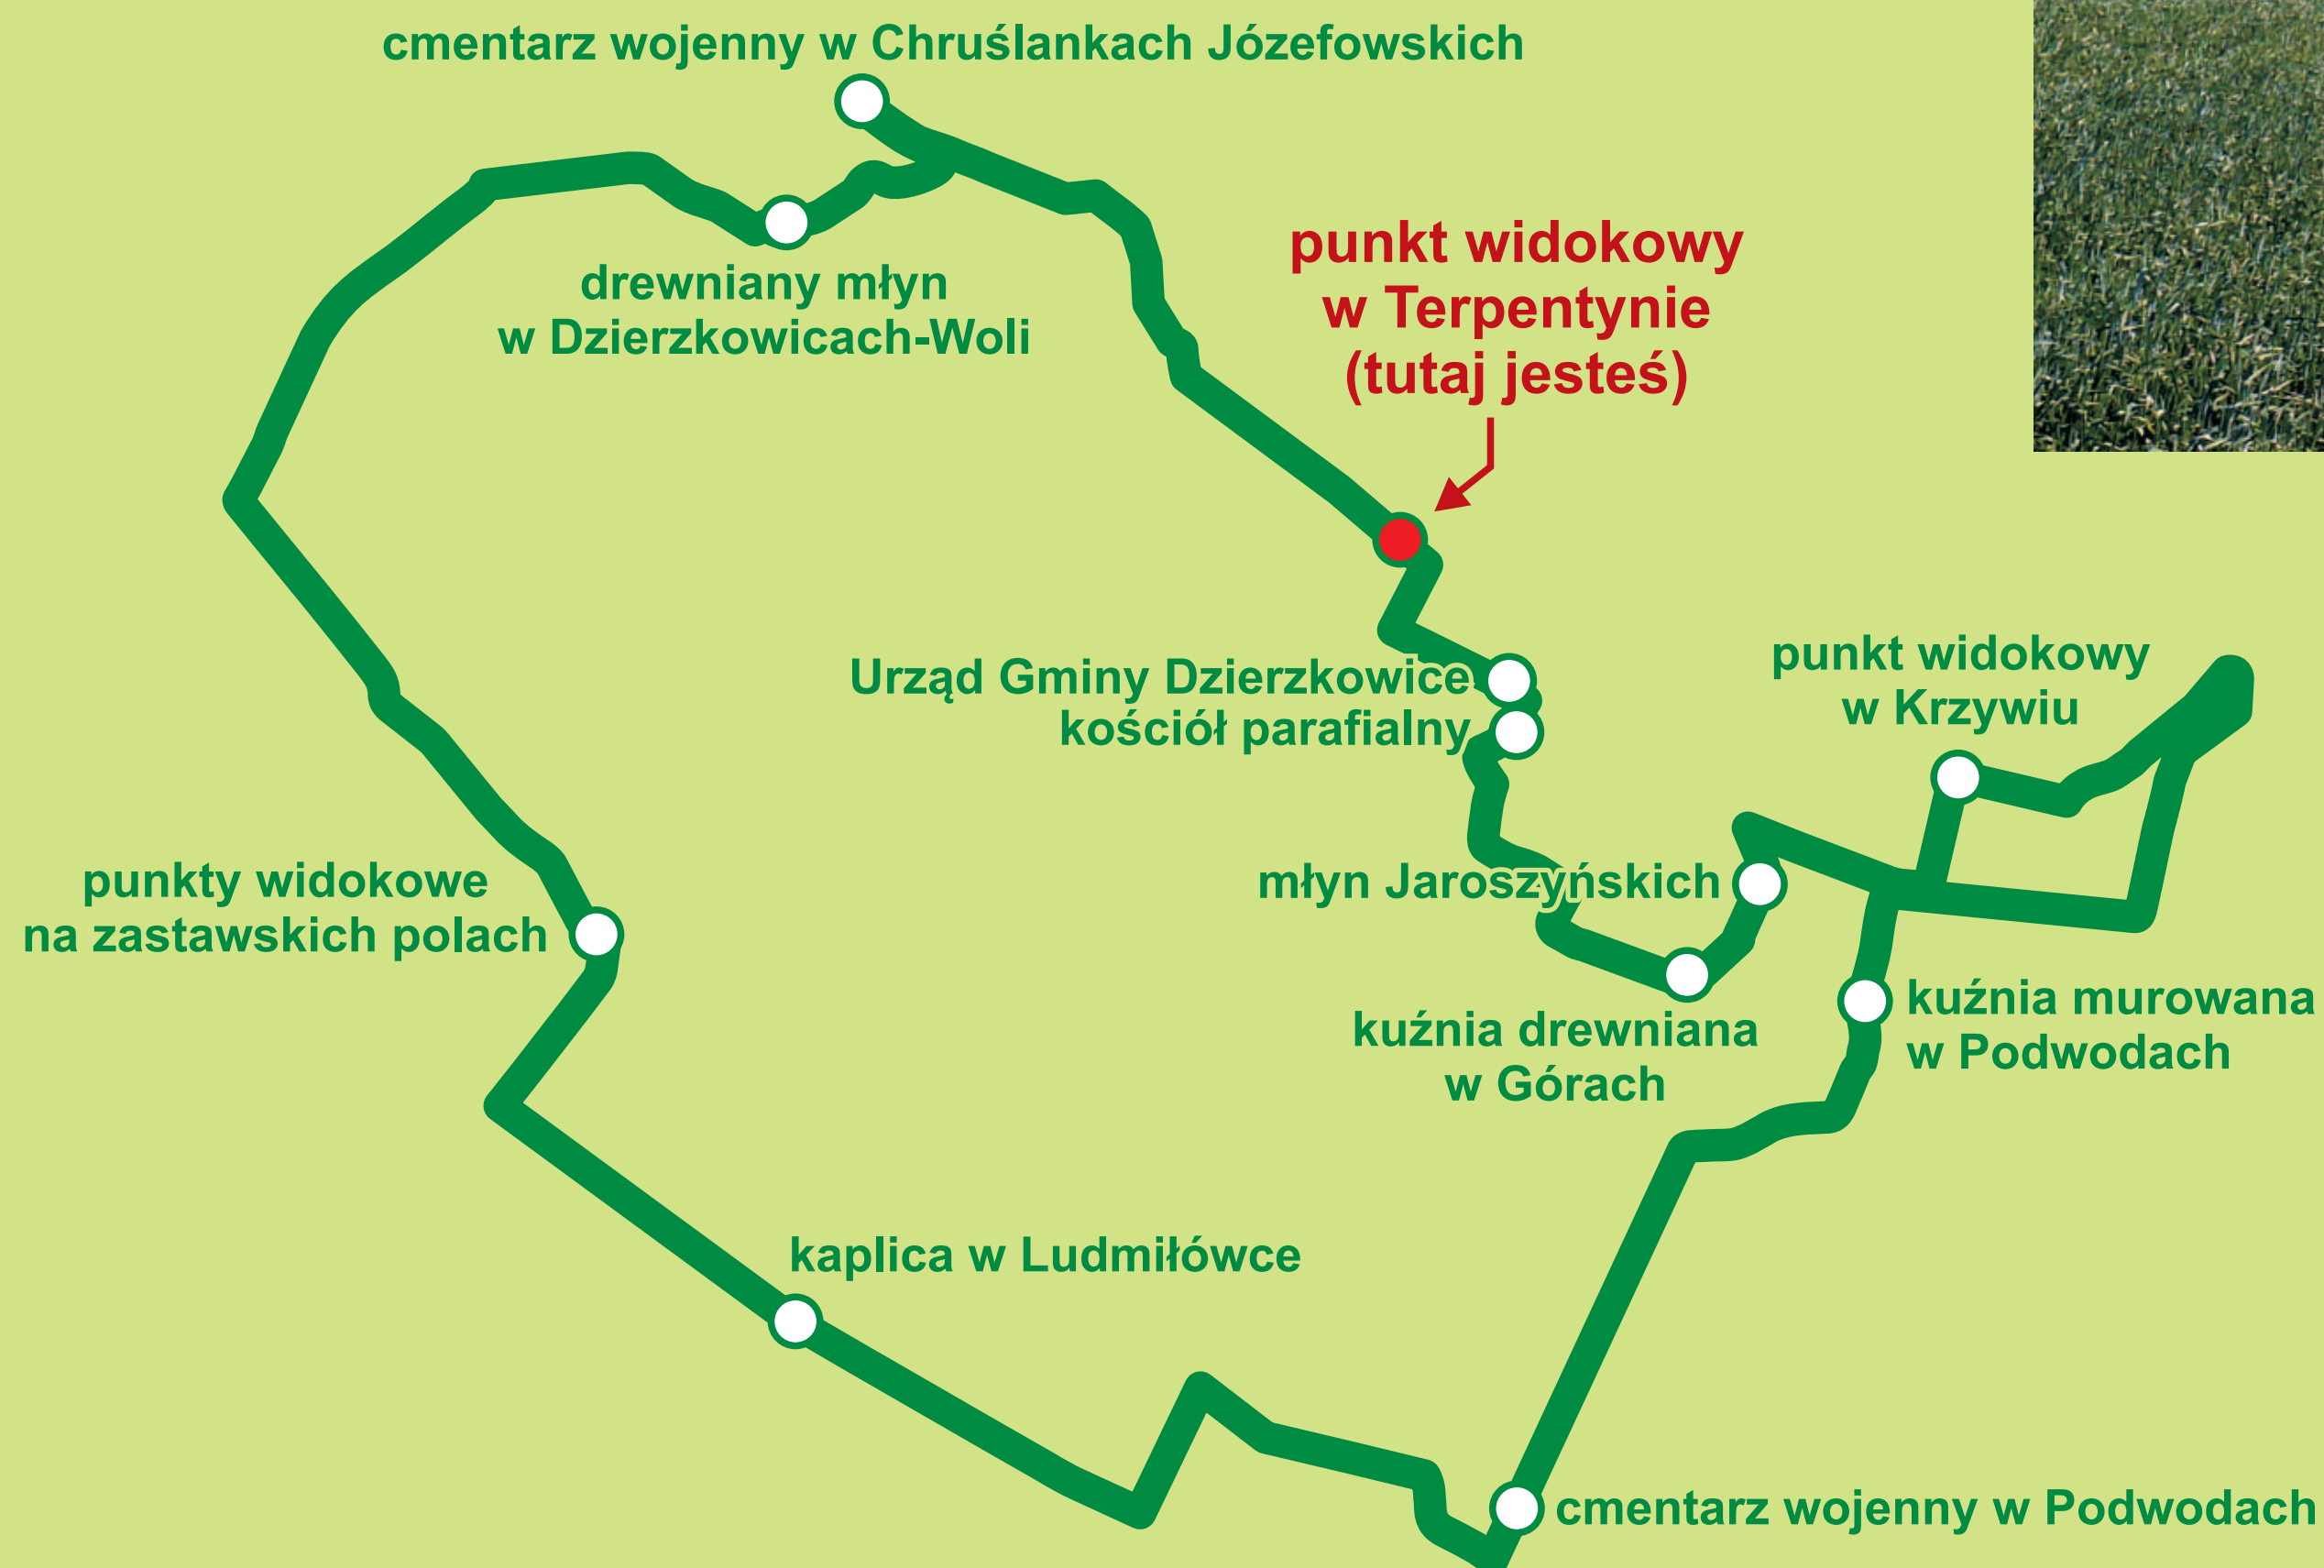 cmentarz wojenny w Chruślankach Józefowskich
drewniany młyn
w Dzierzkowicach-Woli
punkt widokowy
w Terpentynie
(tutaj jesteś)
Urząd Gminy Dzierzkowice
kościół parafialny
punkt widokowy
w Krzywiu
punkty widokowe
na zastawskich polach
młyn Jaroszyńskich
kuźnia murowana
w Podwodach
kuźnia drewniana
w Górach
kaplica w Ludmiłówce
cmentarz wojenny w Podwodach